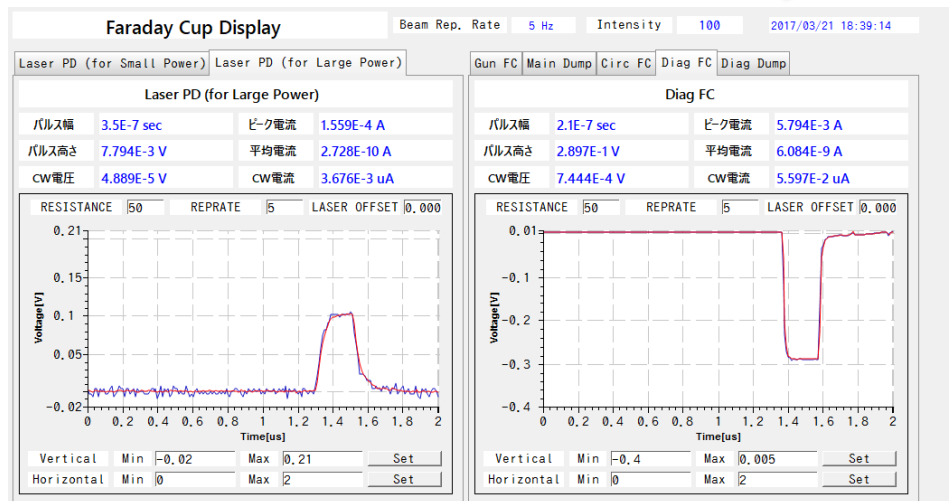 Faraday Cup Display
Beam Rep. Rate 5 Hz Intensity 100 2017/03/21 18:39:14
Laser PD (for Small Power) Laser PD (for Large Power)
Laser PD (for Large Power)
パルス幅 3.5E-7 sec ピーク電流 1.559E-4 A
パルス高さ 7.794E-3 V 平均電流 2.728E-10 A
CW電圧 4.889E-5 V CW電流 3.676E-3 uA
RESISTANCE 50 REPRATE 5 LASER OFFSET 0.000
0.21
0.15
0.1
0.05
-0.02
Voltage[V]
0 0.2 0.4 0.6 0.8 1 1.2 1.4 1.6 1.8 2
Time[us]
Vertical Min -0.02 Max 0.21 Set
Horizontal Min 0 Max 2 Set
Gun FC Main Dump Circ FC Diag FC Diag Dump
Diag FC
パルス幅 2.1E-7 sec ピーク電流 5.794E-3 A
パルス高さ 2.897E-1 V 平均電流 6.084E-9 A
CW電圧 7.444E-4 V CW電流 5.597E-2 uA
RESISTANCE 50 REPRATE 5 LASER OFFSET 0.000
0.01
-0.1
-0.2
-0.3
-0.4
Voltage[V]
0 0.2 0.4 0.6 0.8 1 1.2 1.4 1.6 1.8 2
Time[us]
Vertical Min -0.4 Max 0.005 Set
Horizontal Min 0 Max 2 Set